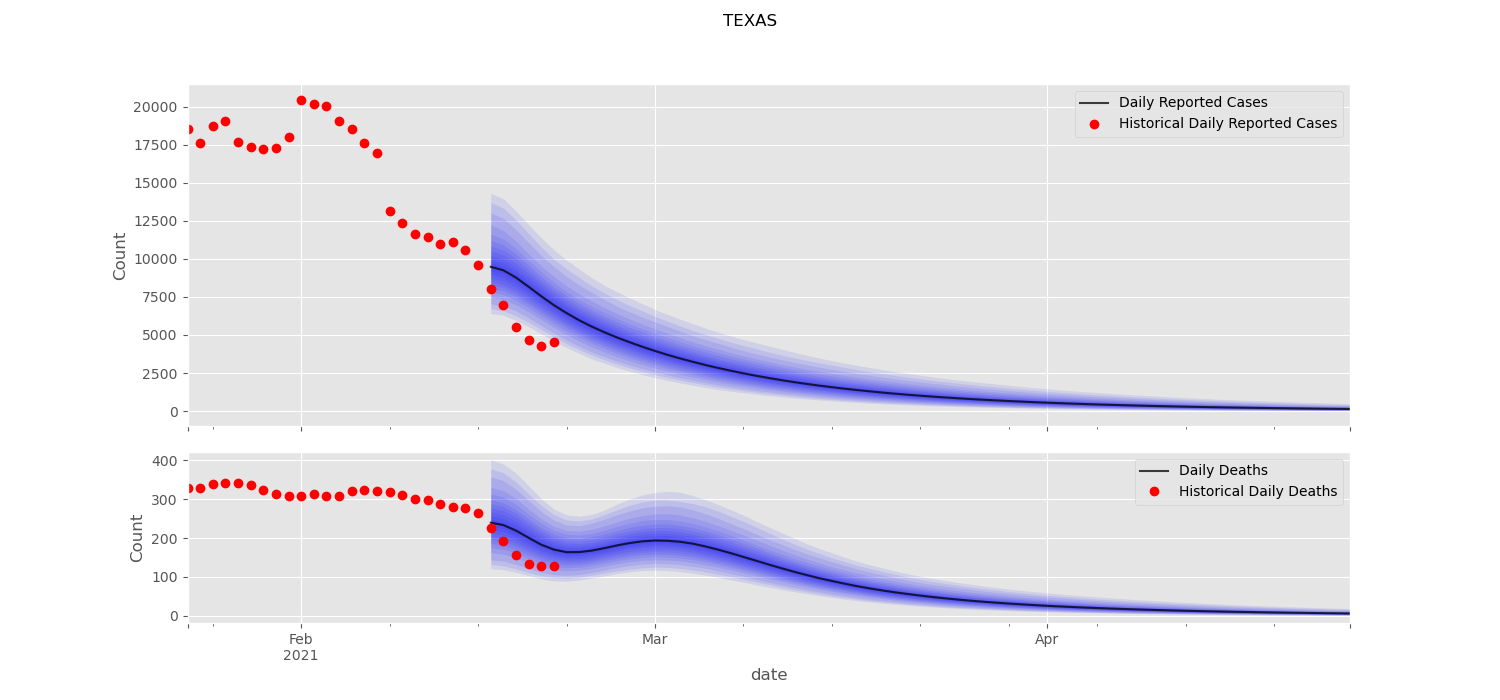 TEXAS
Daily Reported Cases
Historical Daily Reported Cases
20000
17500
15000
12500
10000
7500
5000
2500
0
Count
Daily Deaths
Historical Daily Deaths
400
300
200
100
0
Count
Feb
2021
Mar
Apr
date